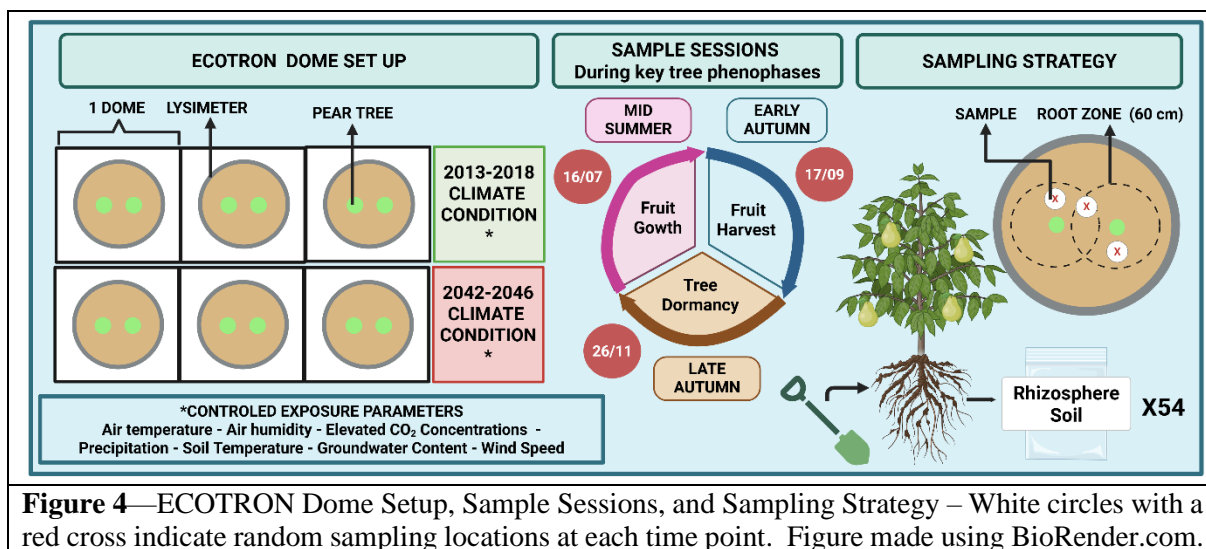 ECOTRON DOME SET UP
1 DOME
LYSIMETER
PEAR TREE
2013-2018
CLIMATE
CONDITION
*
2042-2046
CLIMATE
CONDITION
*
*CONTROLED EXPOSURE PARAMETERS
Air temperature - Air humidity - Elevated CO₂ Concentrations -
Precipitation - Soil Temperature - Groundwater Content - Wind Speed
SAMPLE SESSIONS
During key tree phenophases
MID
SUMMER
EARLY
AUTUMN
16/07
17/09
Fruit
Gowth
Fruit
Harvest
Tree
Dormancy
26/11
LATE
AUTUMN
SAMPLING STRATEGY
SAMPLE
ROOT ZONE (60 cm)
X
X
X
Rhizosphere
Soil
X54
Figure 4—ECOTRON Dome Setup, Sample Sessions, and Sampling Strategy – White circles with a
red cross indicate random sampling locations at each time point. Figure made using BioRender.com.